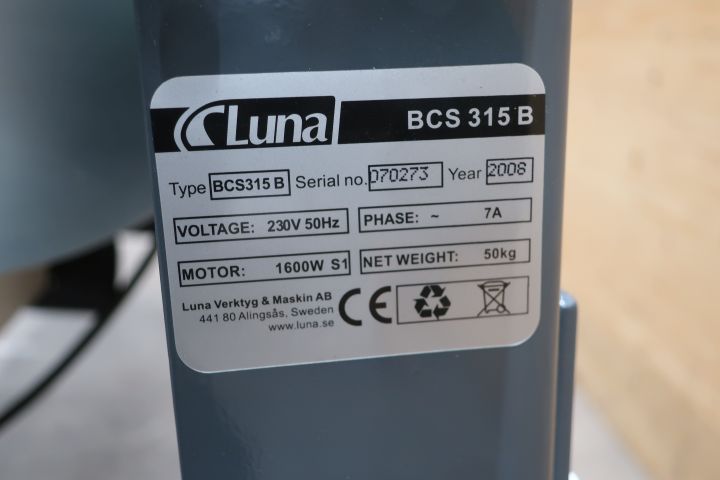 Luna BCS 315 B
Type BCS315 B Serial no. 070273 Year 2008
VOLTAGE: 230V 50Hz PHASE: ~ 7A
MOTOR: 1600W S1 NET WEIGHT: 50kg
Luna Verktyg & Maskin AB
441 80 Alingsås, Sweden
www.luna.se
CE